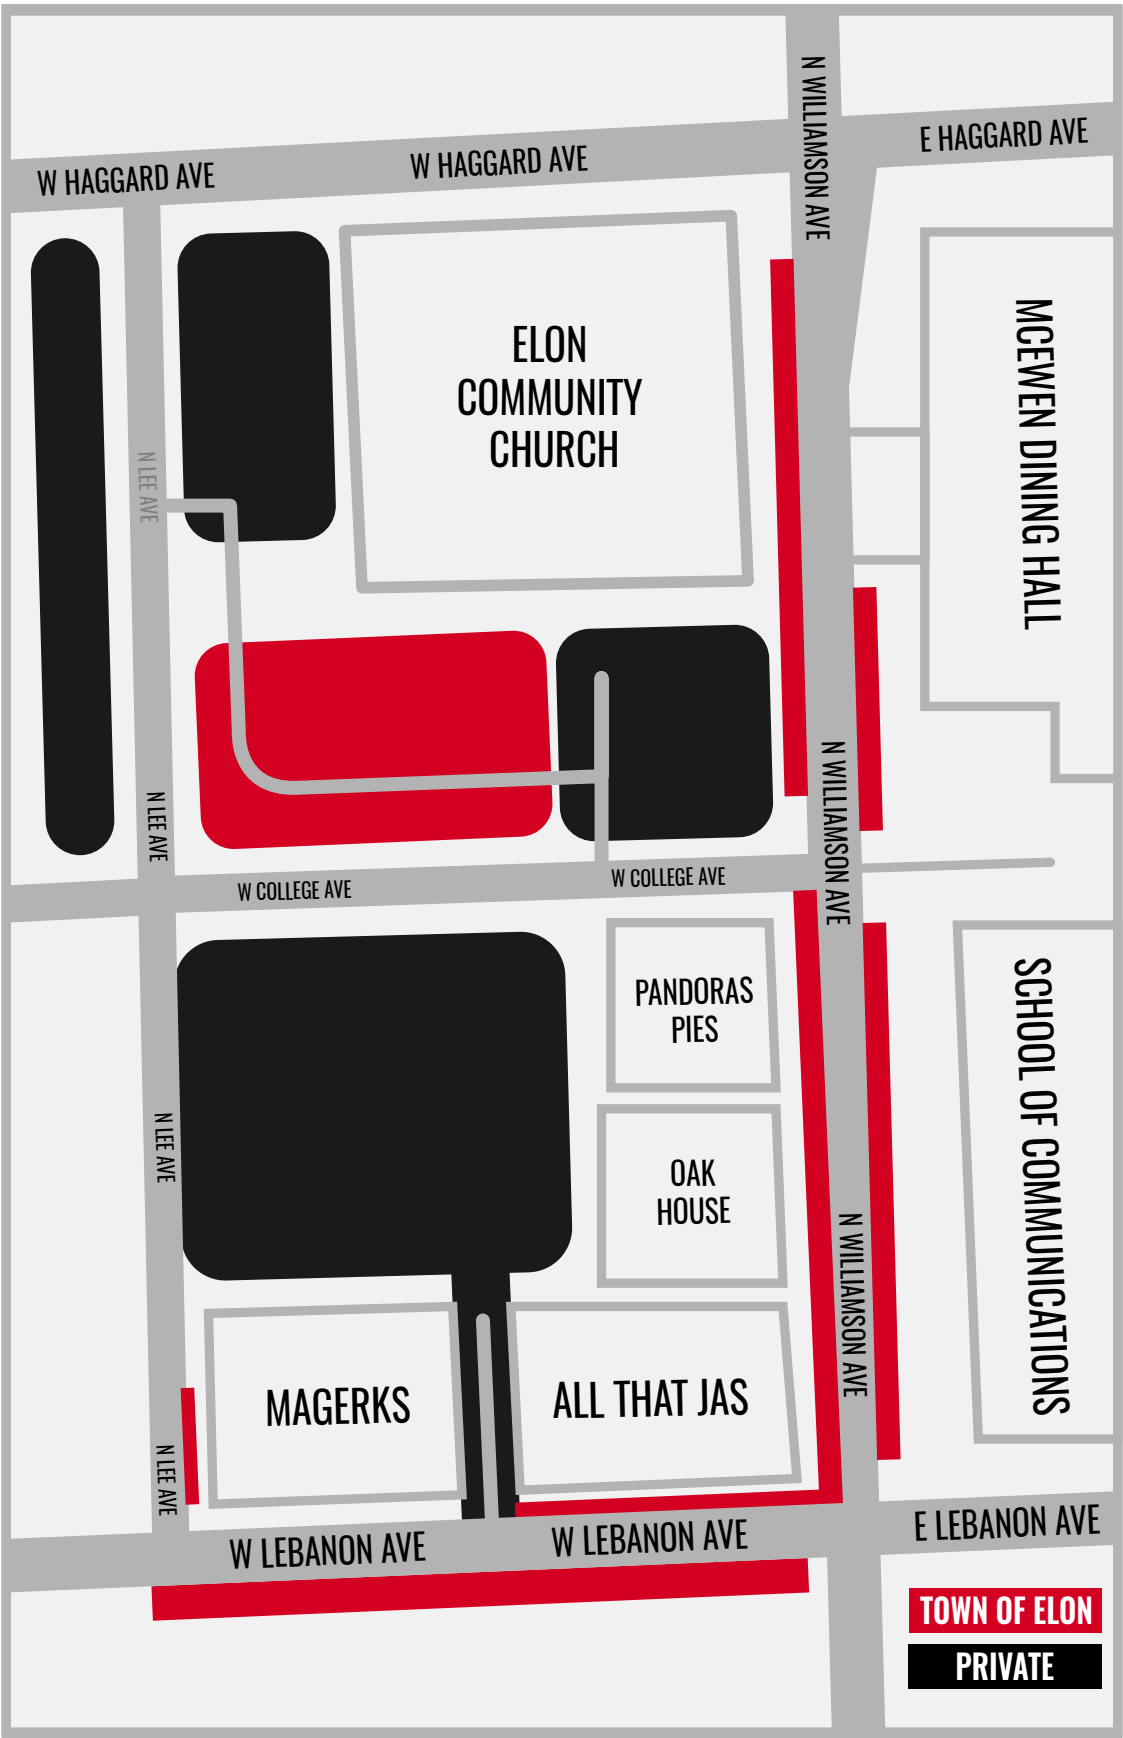 N WILLIAMSON AVE
E HAGGARD AVE
W HAGGARD AVE
W HAGGARD AVE
ELON
COMMUNITY
CHURCH
MCEWEN DINING HALL
N LEE AVE
N WILLIAMSON AVE
N LEE AVE
W COLLEGE AVE
W COLLEGE AVE
PANDORAS
PIES
SCHOOL OF COMMUNICATIONS
N LEE AVE
OAK
HOUSE
N WILLIAMSON AVE
MAGERKS
ALL THAT JAS
N LEE AVE
W LEBANON AVE
W LEBANON AVE
E LEBANON AVE
TOWN OF ELON
PRIVATE